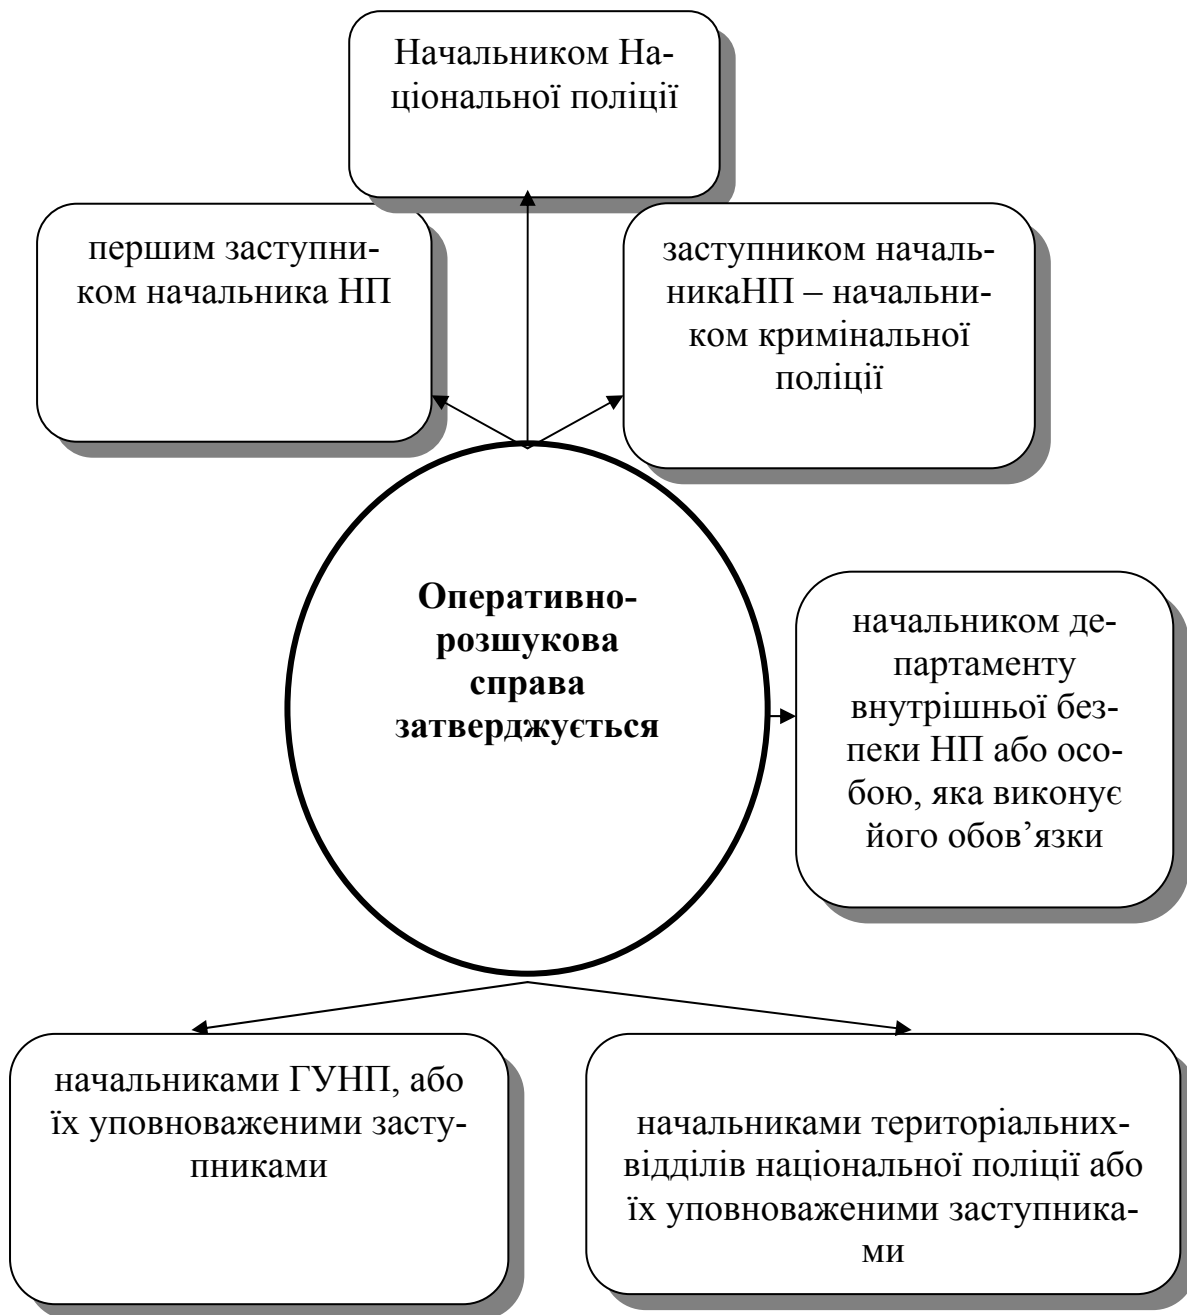 Начальником На-
ціональної поліції
першим заступни-
ком начальника НП
заступником началь-
никаНП – начальни-
ком кримінальної
поліції
Оперативно-
розшукова
справа
затверджується
начальником де-
партаменту
внутрішньої без-
пеки НП або осо-
бою, яка виконує
його обов’язки
начальниками ГУНП, або
їх уповноваженими засту-
пниками
начальниками територіальних-
відділів національної поліції або
їх уповноваженими заступника-
ми